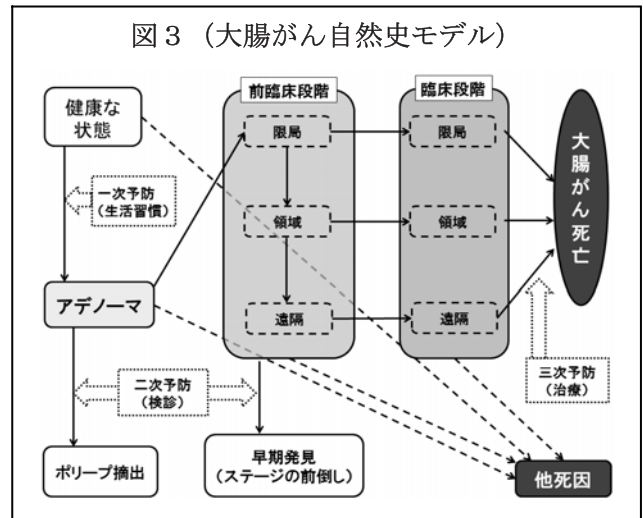 図３（大腸がん自然史モデル）
健康な
状態
前臨床段階
臨床段階
限局
限局
大腸がん死亡
一次予防
（生活習慣）
領域
領域
アデノーマ
遠隔
遠隔
二次予防
（検診）
三次予防
（治療）
ポリープ摘出
早期発見
（ステージの前倒し）
他死因